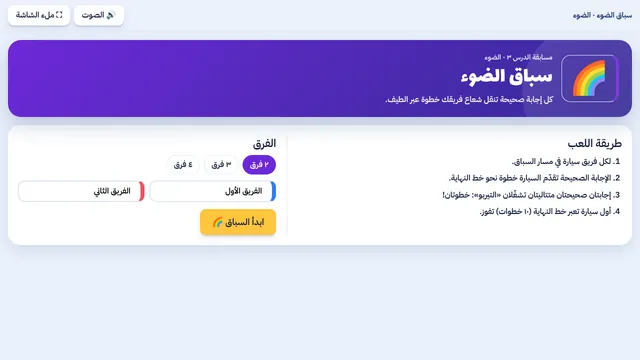 سباق الضوء · الضوء
🔊 الصوت
⛶ ملء الشاشة
مسابقة الدرس ٣ · الضوء
سباق الضوء
كل إجابة صحيحة تنقل شعاع فريقك خطوة عبر الطيف.
طريقة اللعب
1. لكل فريق سيارة في مسار السباق.
2. الإجابة الصحيحة تقدّم السيارة خطوة نحو خط النهاية.
3. إجابتان صحيحتان متتاليتان تشغّلان «التيربو»: خطوتان!
4. أول سيارة تعبر خط النهاية (١٠ خطوات) تفوز.
الفرق
٢ فرق
٣ فرق
٤ فرق
الفريق الأول
الفريق الثاني
ابدأ السباق 🌈